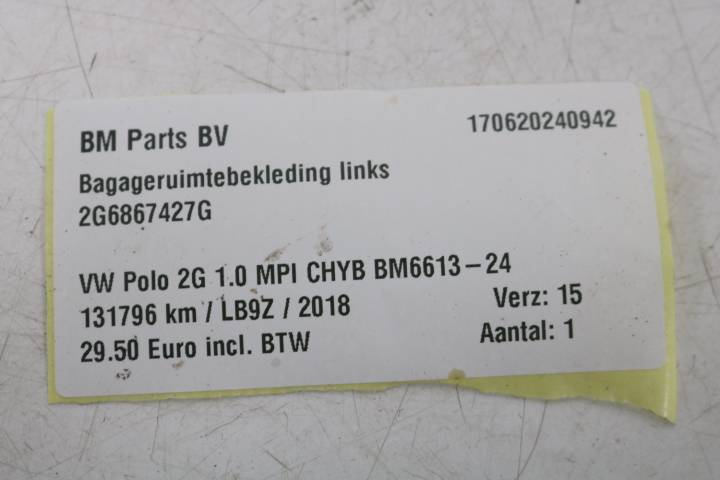 BM Parts BV 170620240942
Bagageruimtebekleding links
2G6867427G
VW Polo 2G 1.0 MPI CHYB BM6613-24
131796 km / LB9Z / 2018 Verz: 15
29.50 Euro incl. BTW Aantal: 1